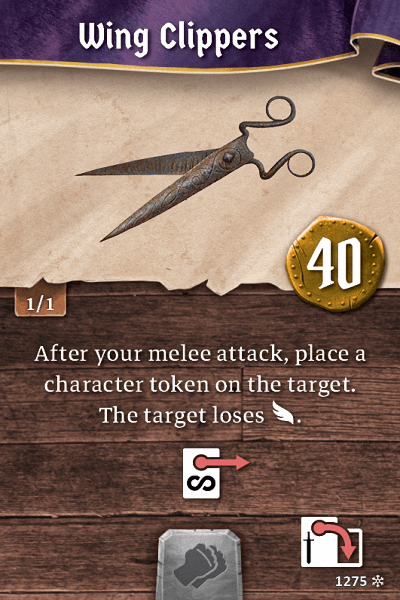 Wing Clippers
40
1/1
After your melee attack, place a
character token on the target.
The target loses .
1275